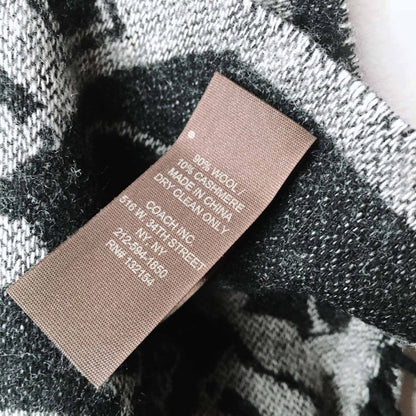 90% WOOL/
10% CASHMERE
MADE IN CHINA
DRY CLEAN ONLY
COACH INC.
516 W. 34TH STREET
NY, NY
212-594-1850
RN# 132154